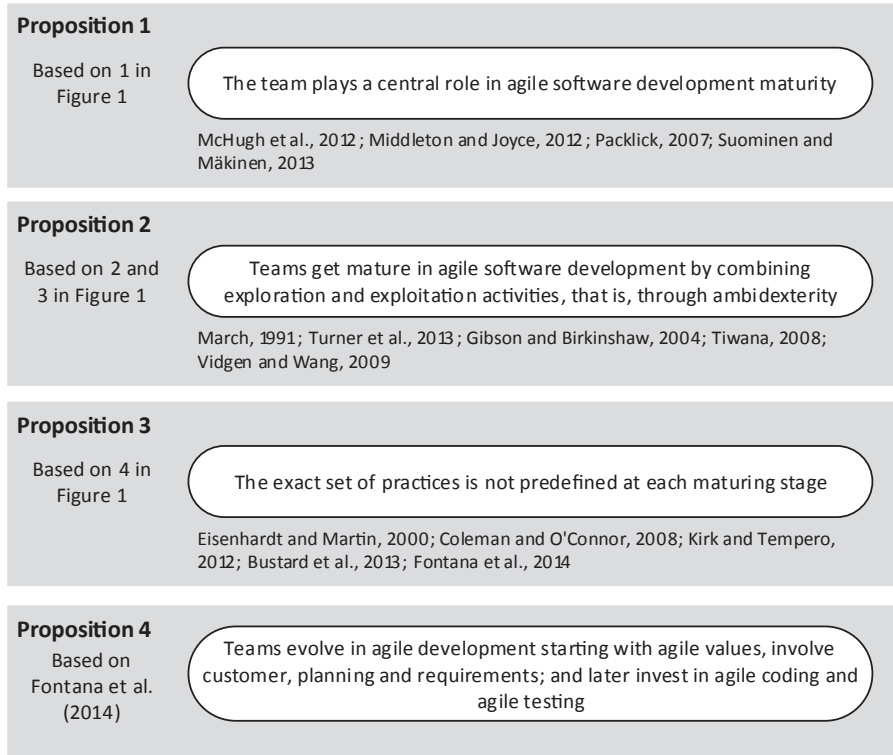 Proposition 1
Based on 1 in
Figure 1
The team plays a central role in agile software development maturity
McHugh et al., 2012; Middleton and Joyce, 2012; Packlick, 2007; Suominen and
Mäkinen, 2013
Proposition 2
Based on 2 and
3 in Figure 1
Teams get mature in agile software development by combining
exploration and exploitation activities, that is, through ambidexterity
March, 1991; Turner et al., 2013; Gibson and Birkinshaw, 2004; Tiwana, 2008;
Vidgen and Wang, 2009
Proposition 3
Based on 4 in
Figure 1
The exact set of practices is not predefined at each maturing stage
Eisenhardt and Martin, 2000; Coleman and O'Connor, 2008; Kirk and Tempero,
2012; Bustard et al., 2013; Fontana et al., 2014
Proposition 4
Based on
Fontana et al.
(2014)
Teams evolve in agile development starting with agile values, involve
customer, planning and requirements; and later invest in agile coding and
agile testing